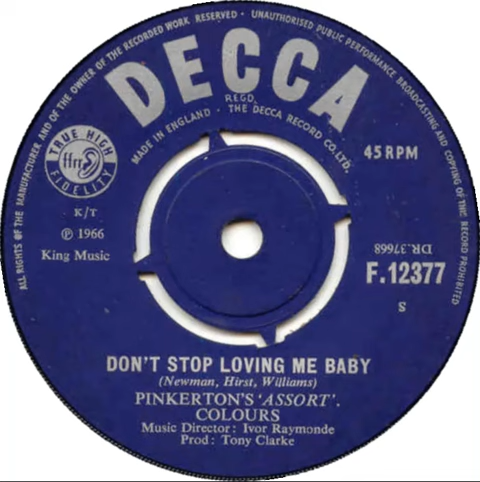 ALL RIGHTS OF THE MANUFACTURER AND OF THE OWNER OF THE RECORDED WORK RESERVED · UNAUTHORISED PUBLIC PERFORMANCE BROADCASTING AND COPYING OF THIS RECORD PROHIBITED
DECCA
REGD.
MADE IN ENGLAND · THE DECCA RECORD CO. LTD.
TRUE HIGH
ffrr
FIDELITY
45 RPM
K/T
℗ 1966
King Music
DR.37668
F.12377
S
DON'T STOP LOVING ME BABY
(Newman, Hirst, Williams)
PINKERTON'S 'ASSORT'.
COLOURS
Music Director: Ivor Raymonde
Prod: Tony Clarke